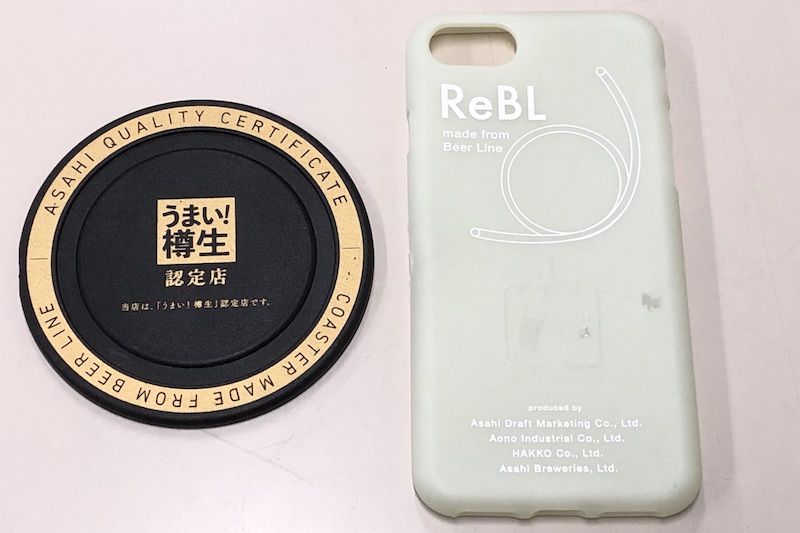 ASAHI QUALITY CERTIFICATE
うまい!
樽生
認定店
当店は、「うまい!樽生」認定店です。
COASTER MADE FROM BEER LINE
ReBL
made from
Beer Line
produced by
Asahi Draft Marketing Co., Ltd.
Aono Industrial Co., Ltd.
HAKKO Co., Ltd.
Asahi Breweries, Ltd.